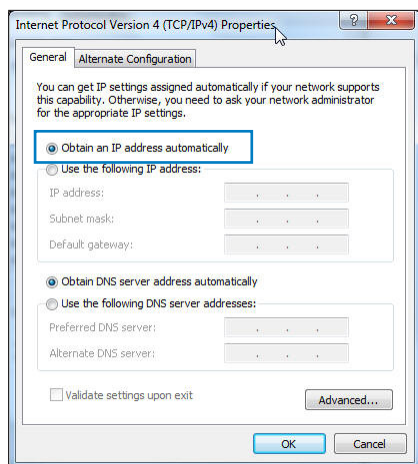 Internet Protocol Version 4 (TCP/IPv4) Properties
General
Alternate Configuration
You can get IP settings assigned automatically if your network supports
this capability. Otherwise, you need to ask your network administrator
for the appropriate IP settings.
Obtain an IP address automatically
Use the following IP address:
IP address:
Subnet mask:
Default gateway:
Obtain DNS server address automatically
Use the following DNS server addresses:
Preferred DNS server:
Alternate DNS server:
Validate settings upon exit
Advanced...
OK
Cancel